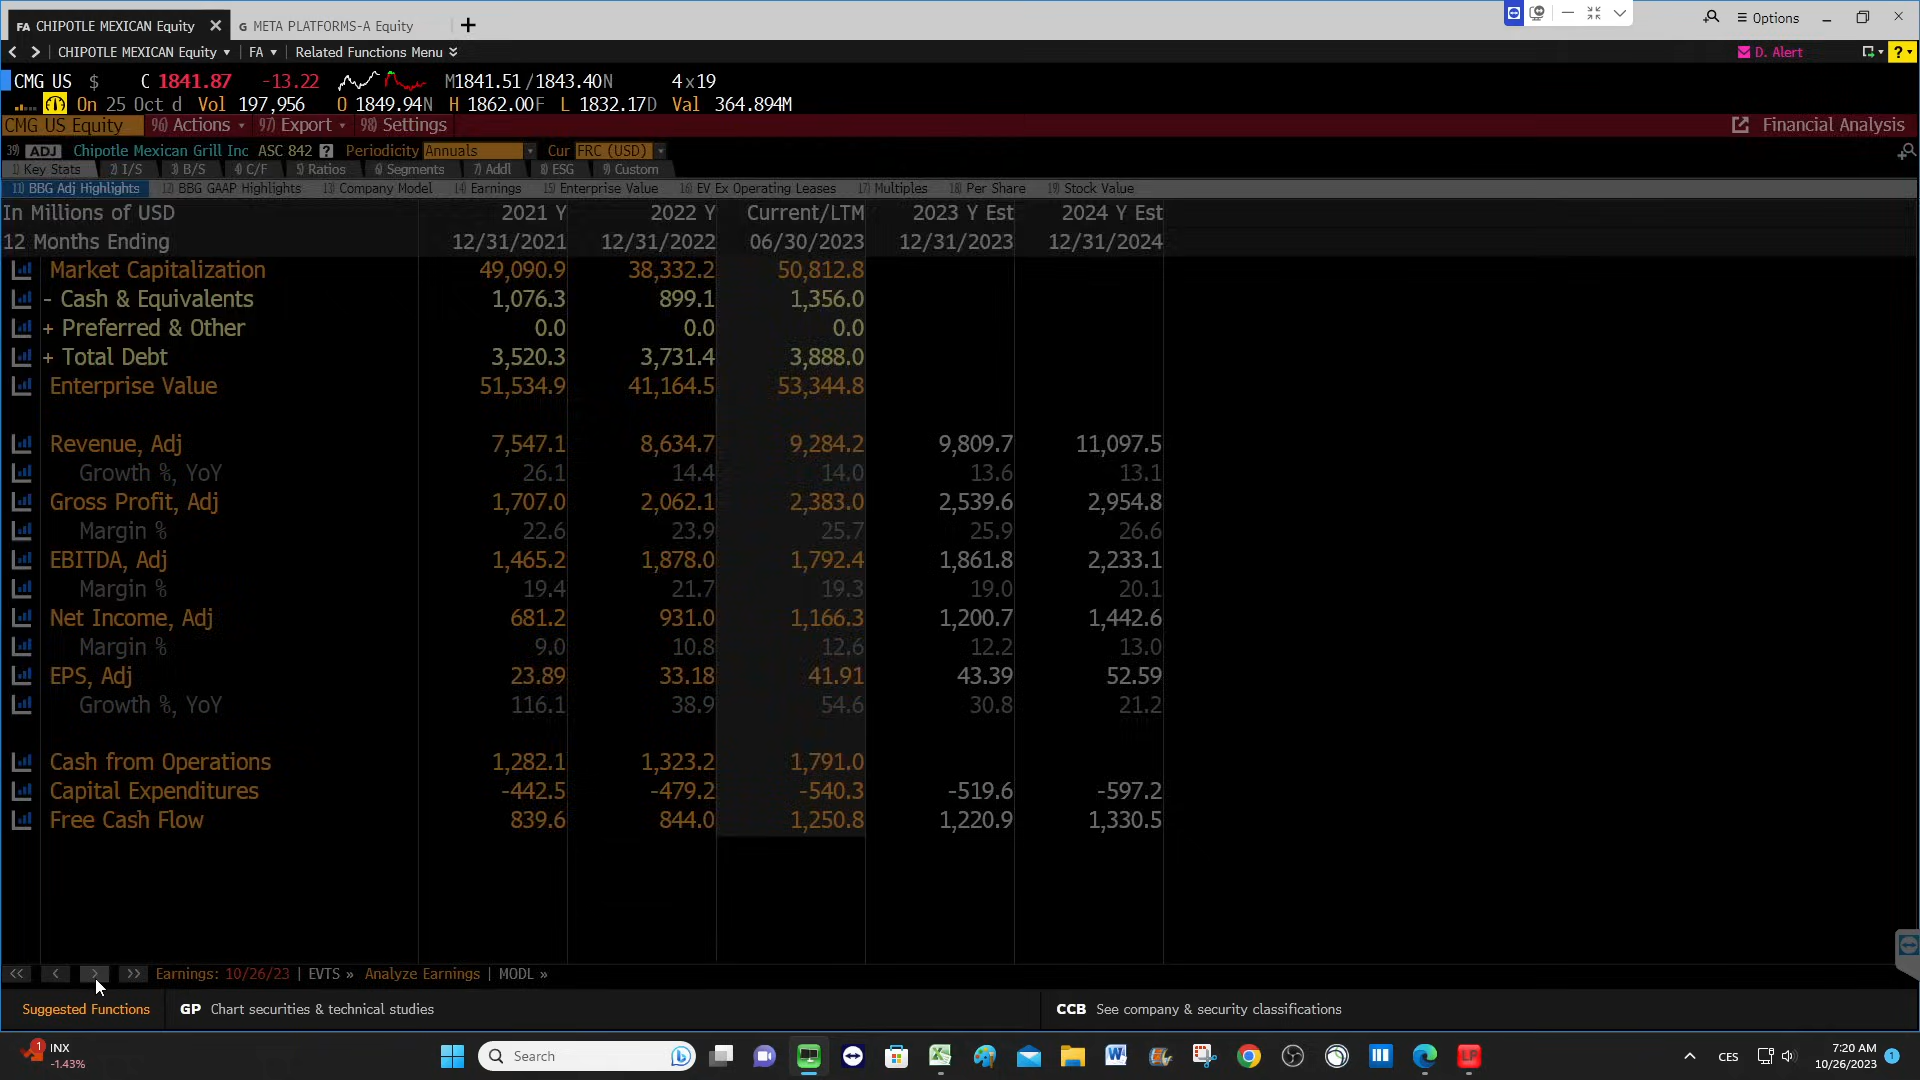 FA CHIPOTLE MEXICAN Equity G META PLATFORMS-A Equity Options
CHIPOTLE MEXICAN Equity FA Related Functions Menu D. Alert ?
CMG US $ C 1841.87 -13.22 M1841.51/1843.40N 4x19
On 25 Oct d Vol 197,956 O 1849.94N H 1862.00F L 1832.17D Val 364.894M
CMG US Equity 96) Actions 97) Export 98) Settings Financial Analysis
39) ADJ Chipotle Mexican Grill Inc ASC 842 ? Periodicity Annuals Cur FRC (USD)
1) Key Stats 2) I/S 3) B/S 4) C/F 5) Ratios 6) Segments 7) Addl 8) ESG 9) Custom
11) BBG Adj Highlights 12) BBG GAAP Highlights 13) Company Model 14) Earnings 15) Enterprise Value 16) EV Ex Operating Leases 17) Multiples 18) Per Share 19) Stock Value
In Millions of USD 2021 Y 2022 Y Current/LTM 2023 Y Est 2024 Y Est
12 Months Ending 12/31/2021 12/31/2022 06/30/2023 12/31/2023 12/31/2024
Market Capitalization 49,090.9 38,332.2 50,812.8
- Cash & Equivalents 1,076.3 899.1 1,356.0
+ Preferred & Other 0.0 0.0 0.0
+ Total Debt 3,520.3 3,731.4 3,888.0
Enterprise Value 51,534.9 41,164.5 53,344.8
Revenue, Adj 7,547.1 8,634.7 9,284.2 9,809.7 11,097.5
Growth %, YoY 26.1 14.4 14.0 13.6 13.1
Gross Profit, Adj 1,707.0 2,062.1 2,383.0 2,539.6 2,954.8
Margin % 22.6 23.9 25.7 25.9 26.6
EBITDA, Adj 1,465.2 1,878.0 1,792.4 1,861.8 2,233.1
Margin % 19.4 21.7 19.3 19.0 20.1
Net Income, Adj 681.2 931.0 1,166.3 1,200.7 1,442.6
Margin % 9.0 10.8 12.6 12.2 13.0
EPS, Adj 23.89 33.18 41.91 43.39 52.59
Growth %, YoY 116.1 38.9 54.6 30.8 21.2
Cash from Operations 1,282.1 1,323.2 1,791.0
Capital Expenditures -442.5 -479.2 -540.3 -519.6 -597.2
Free Cash Flow 839.6 844.0 1,250.8 1,220.9 1,330.5
<< < > >> Earnings: 10/26/23 | EVTS » Analyze Earnings | MODL »
Suggested Functions GP Chart securities & technical studies CCB See company & security classifications
1 INX Search CES 7:20 AM
-1.43% 10/26/2023 1